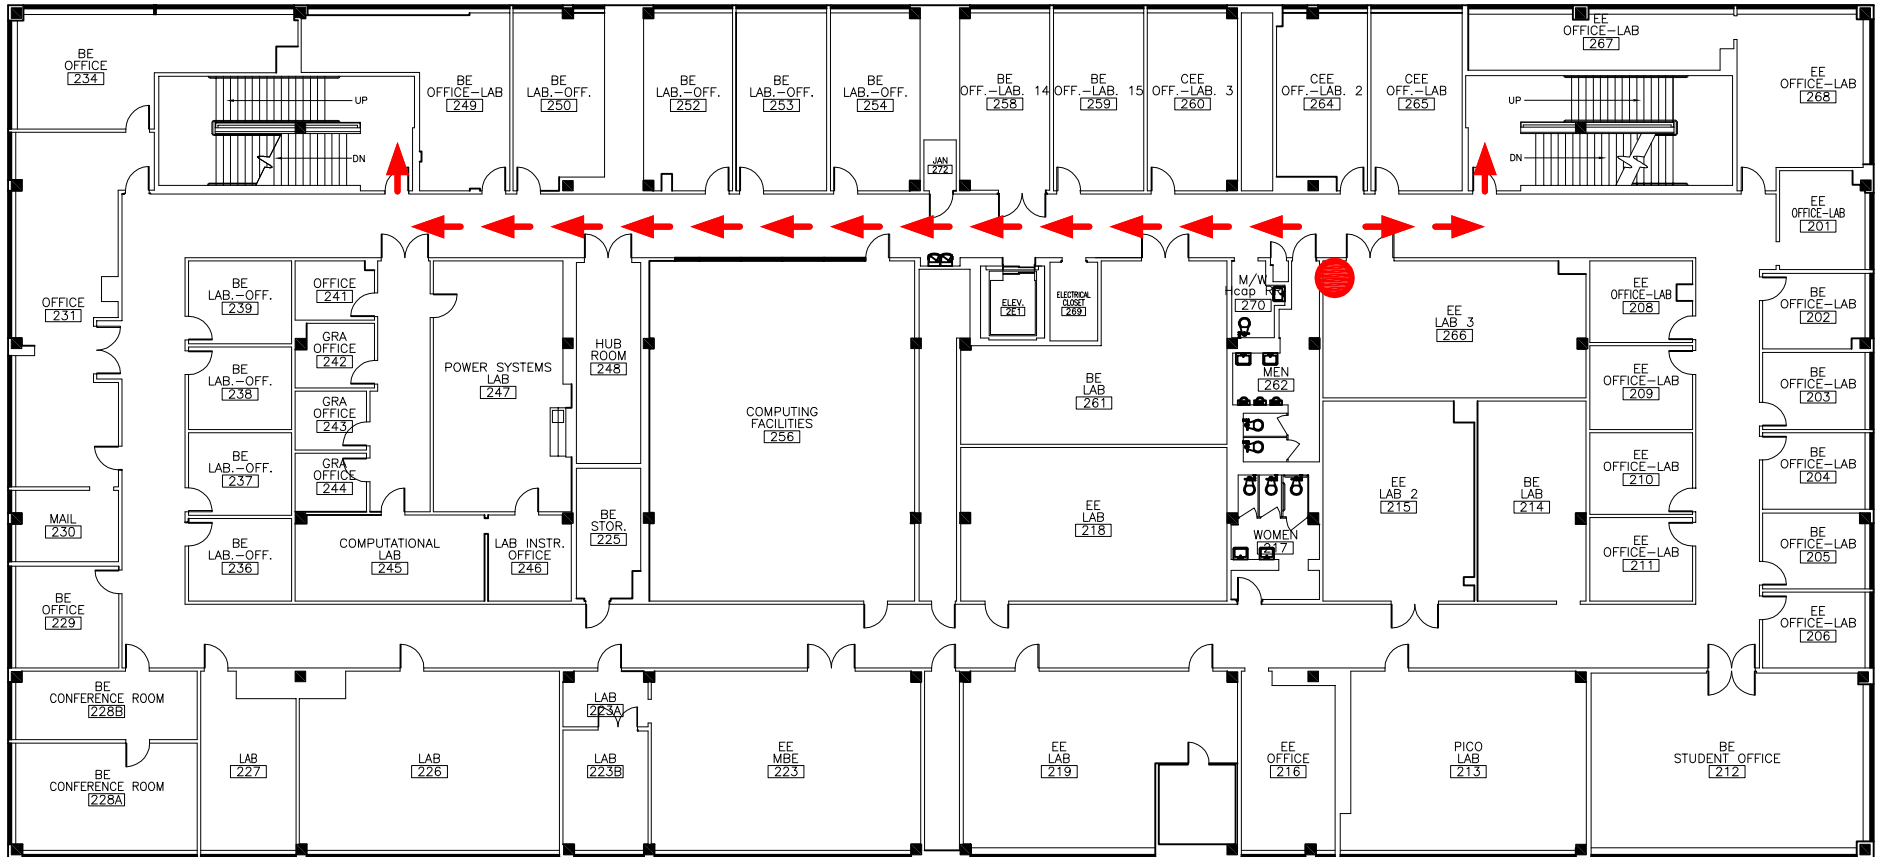 BE
OFFICE
234
UP
DN
BE
OFFICE-LAB
249
BE
LAB.-OFF.
250
BE
LAB.-OFF.
252
BE
LAB.-OFF.
253
BE
LAB.-OFF.
254
JAN
272
BE
OFF.-LAB. 14
258
BE
OFF.-LAB. 15
259
CEE
OFF.-LAB. 3
260
CEE
OFF.-LAB. 2
264
CEE
OFF.-LAB
265
EE
OFFICE-LAB
267
UP
DN
EE
OFFICE-LAB
268
EE
OFFICE-LAB
201
OFFICE
231
BE
LAB.-OFF.
239
OFFICE
241
GRA
OFFICE
242
BE
LAB.-OFF.
238
GRA
OFFICE
243
BE
LAB.-OFF.
237
GRA
OFFICE
244
BE
LAB.-OFF.
236
POWER SYSTEMS
LAB
247
HUB
ROOM
248
COMPUTING
FACILITIES
256
ELEV.
2E1
ELECTRICAL
CLOSET
269
M/W
Hcap RR
270
BE
LAB
261
MEN
262
EE
LAB 3
266
EE
OFFICE-LAB
208
BE
OFFICE-LAB
202
EE
OFFICE-LAB
209
BE
OFFICE-LAB
203
EE
OFFICE-LAB
210
BE
OFFICE-LAB
204
EE
OFFICE-LAB
211
BE
OFFICE-LAB
205
EE
OFFICE-LAB
206
MAIL
230
COMPUTATIONAL
LAB
245
LAB INSTR.
OFFICE
246
BE
STOR.
225
EE
LAB
218
WOMEN
217
EE
LAB 2
215
BE
LAB
214
BE
OFFICE
229
BE
CONFERENCE ROOM
228B
BE
CONFERENCE ROOM
228A
LAB
227
LAB
226
LAB
223A
LAB
223B
EE
MBE
223
EE
LAB
219
EE
OFFICE
216
PICO
LAB
213
BE
STUDENT OFFICE
212